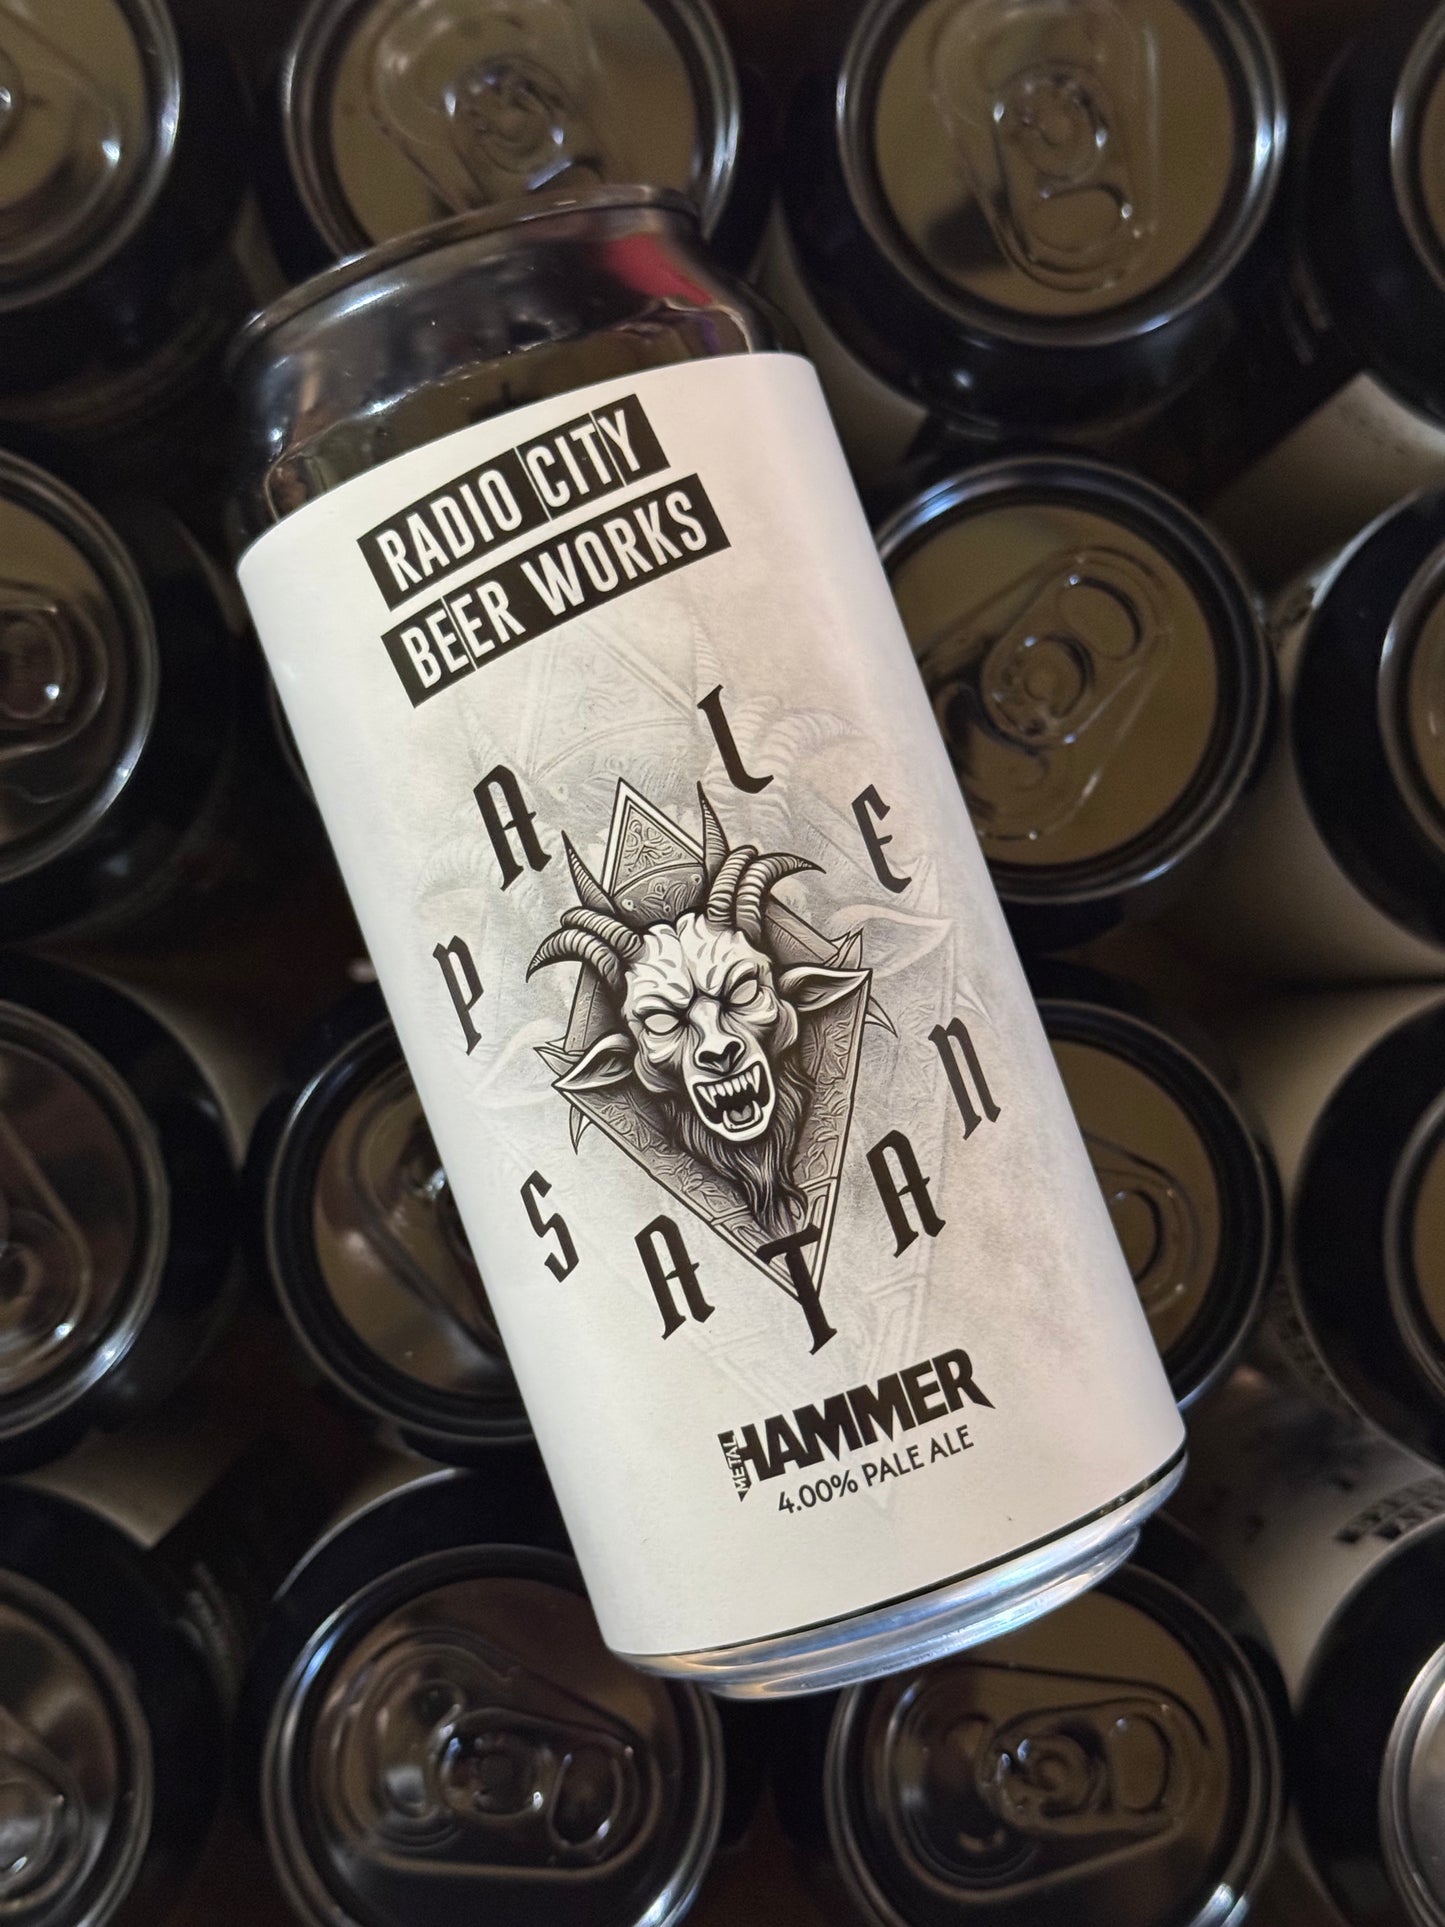 RADIO CITY
BEER WORKS
PALE
SATAN
METAL HAMMER
4.00% PALE ALE